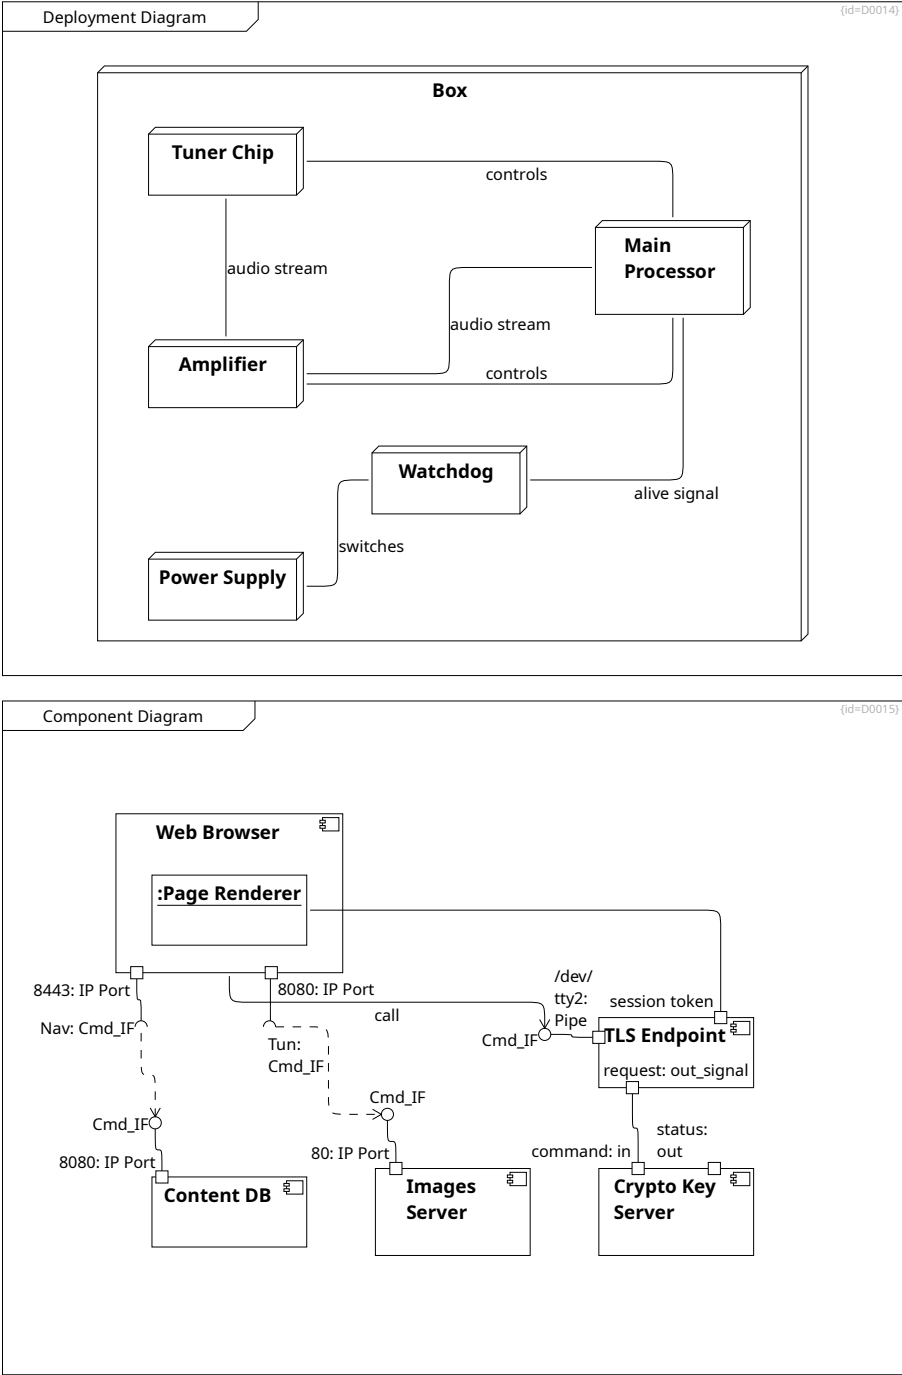 Deployment Diagram
{id=D0014}
Box
Tuner Chip
controls
Main
Processor
audio stream
audio stream
Amplifier
controls
Watchdog
alive signal
switches
Power Supply
Component Diagram
{id=D0015}
Web Browser
:Page Renderer
/dev/
tty2:
Pipe
8443: IP Port
8080: IP Port
session token
call
Nav: Cmd_IF
Tun:
Cmd_IF
Cmd_IF
TLS Endpoint
request: out_signal
Cmd_IF
Cmd_IF
status:
out
command: in
80: IP Port
8080: IP Port
Content DB
Images
Server
Crypto Key
Server